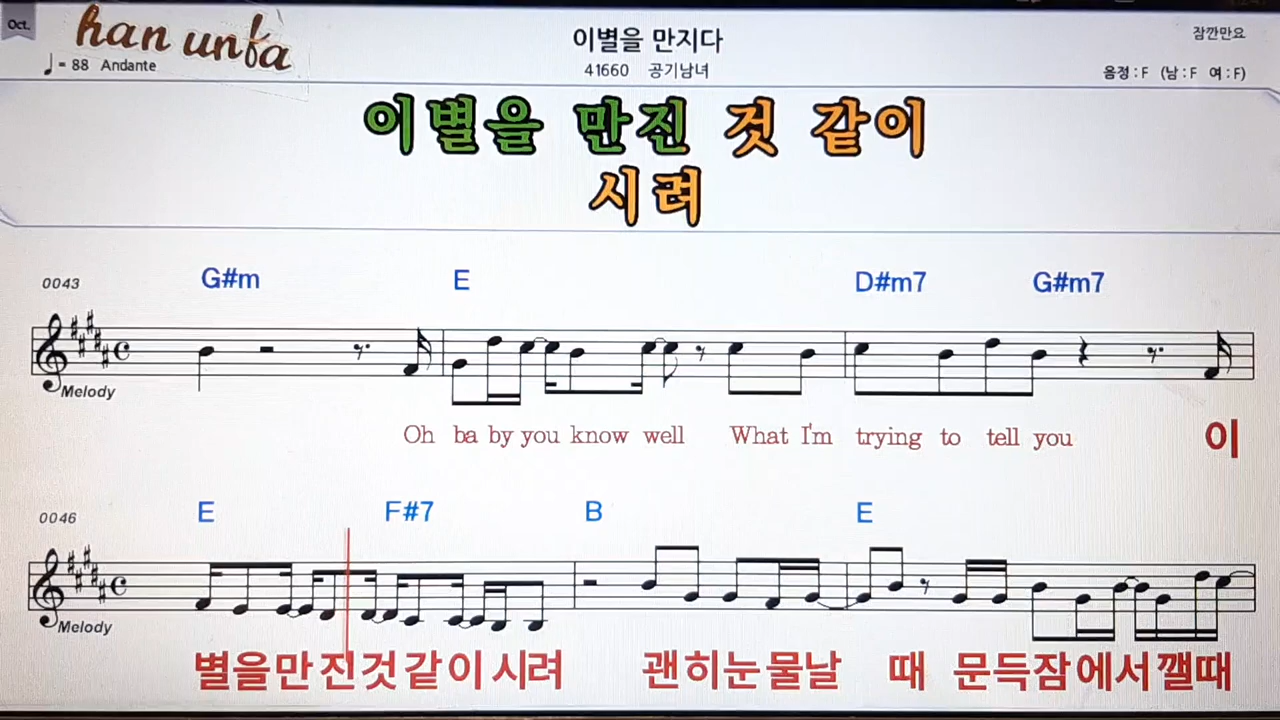 Oct.
han unfa
♩= 88 Andante
이별을 만지다
41660 공기남녀
잠깐만요
음정 : F (남 : F 여 : F)
이별을 만진 것 같이
시려
0043 G#m E D#m7 G#m7
Melody
Oh ba by you know well What I'm trying to tell you 이
0046 E F#7 B E
Melody
별을만진것같이시려 괜히눈물날 때 문득잠에서깰때